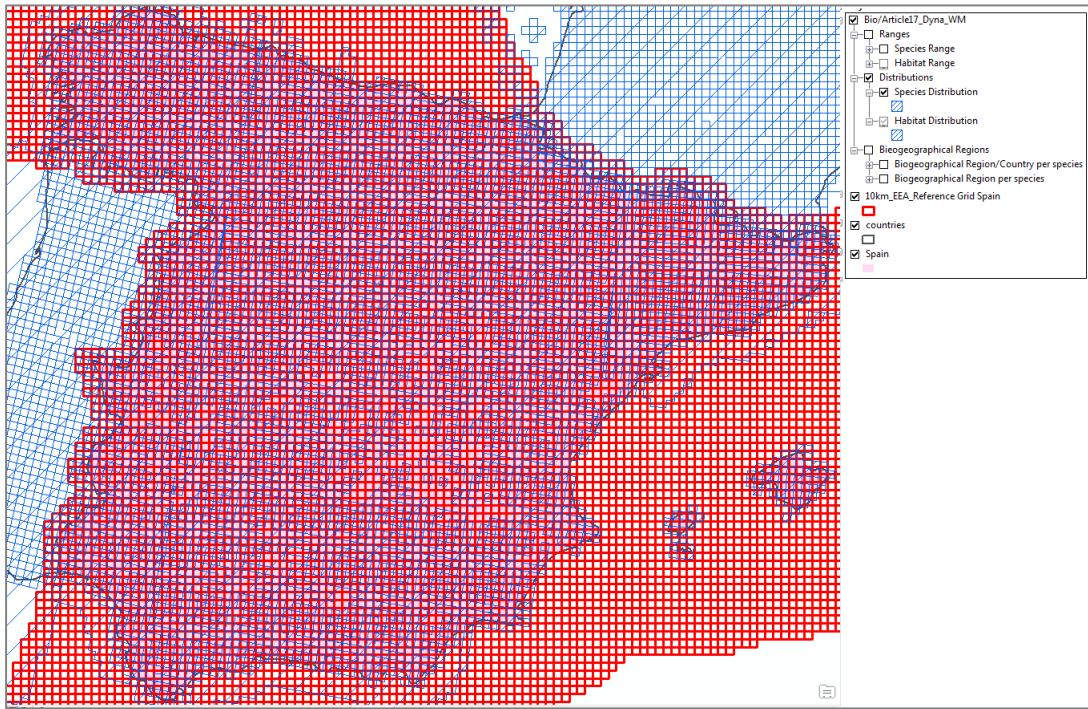 Bio/Article17_Dyna_WM
Ranges
Species Range
Habitat Range
Distributions
Species Distribution
Habitat Distribution
Bieogeographical Regions
Biogeographical Region/Country per species
Biogeographical Region per species
10km_EEA_Reference Grid Spain
countries
Spain